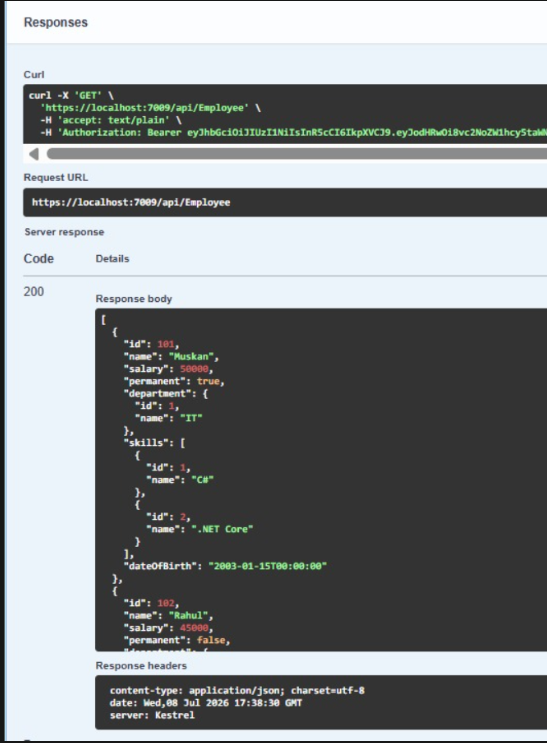 Responses
Curl
curl -X 'GET' \
'https://localhost:7009/api/Employee' \
-H 'accept: text/plain' \
-H 'Authorization: Bearer
Request URL
https://localhost:7009/api/Employee
Server response
Code Details
200
Response body
[
{
"id": 101,
"name": "Muskan",
"salary": 50000,
"permanent": true,
"department": {
"id": 1,
"name": "IT"
},
"skills": [
{
"id": 1,
"name": "C#"
},
{
"id": 2,
"name": ".NET Core"
}
],
"dateOfBirth": "2003-01-15T00:00:00"
},
{
"id": 102,
"name": "Rahul",
"salary": 45000,
"permanent": false,
Response headers
content-type: application/json; charset=utf-8
date: Wed,08 Jul 2026 17:38:30 GMT
server: Kestrel